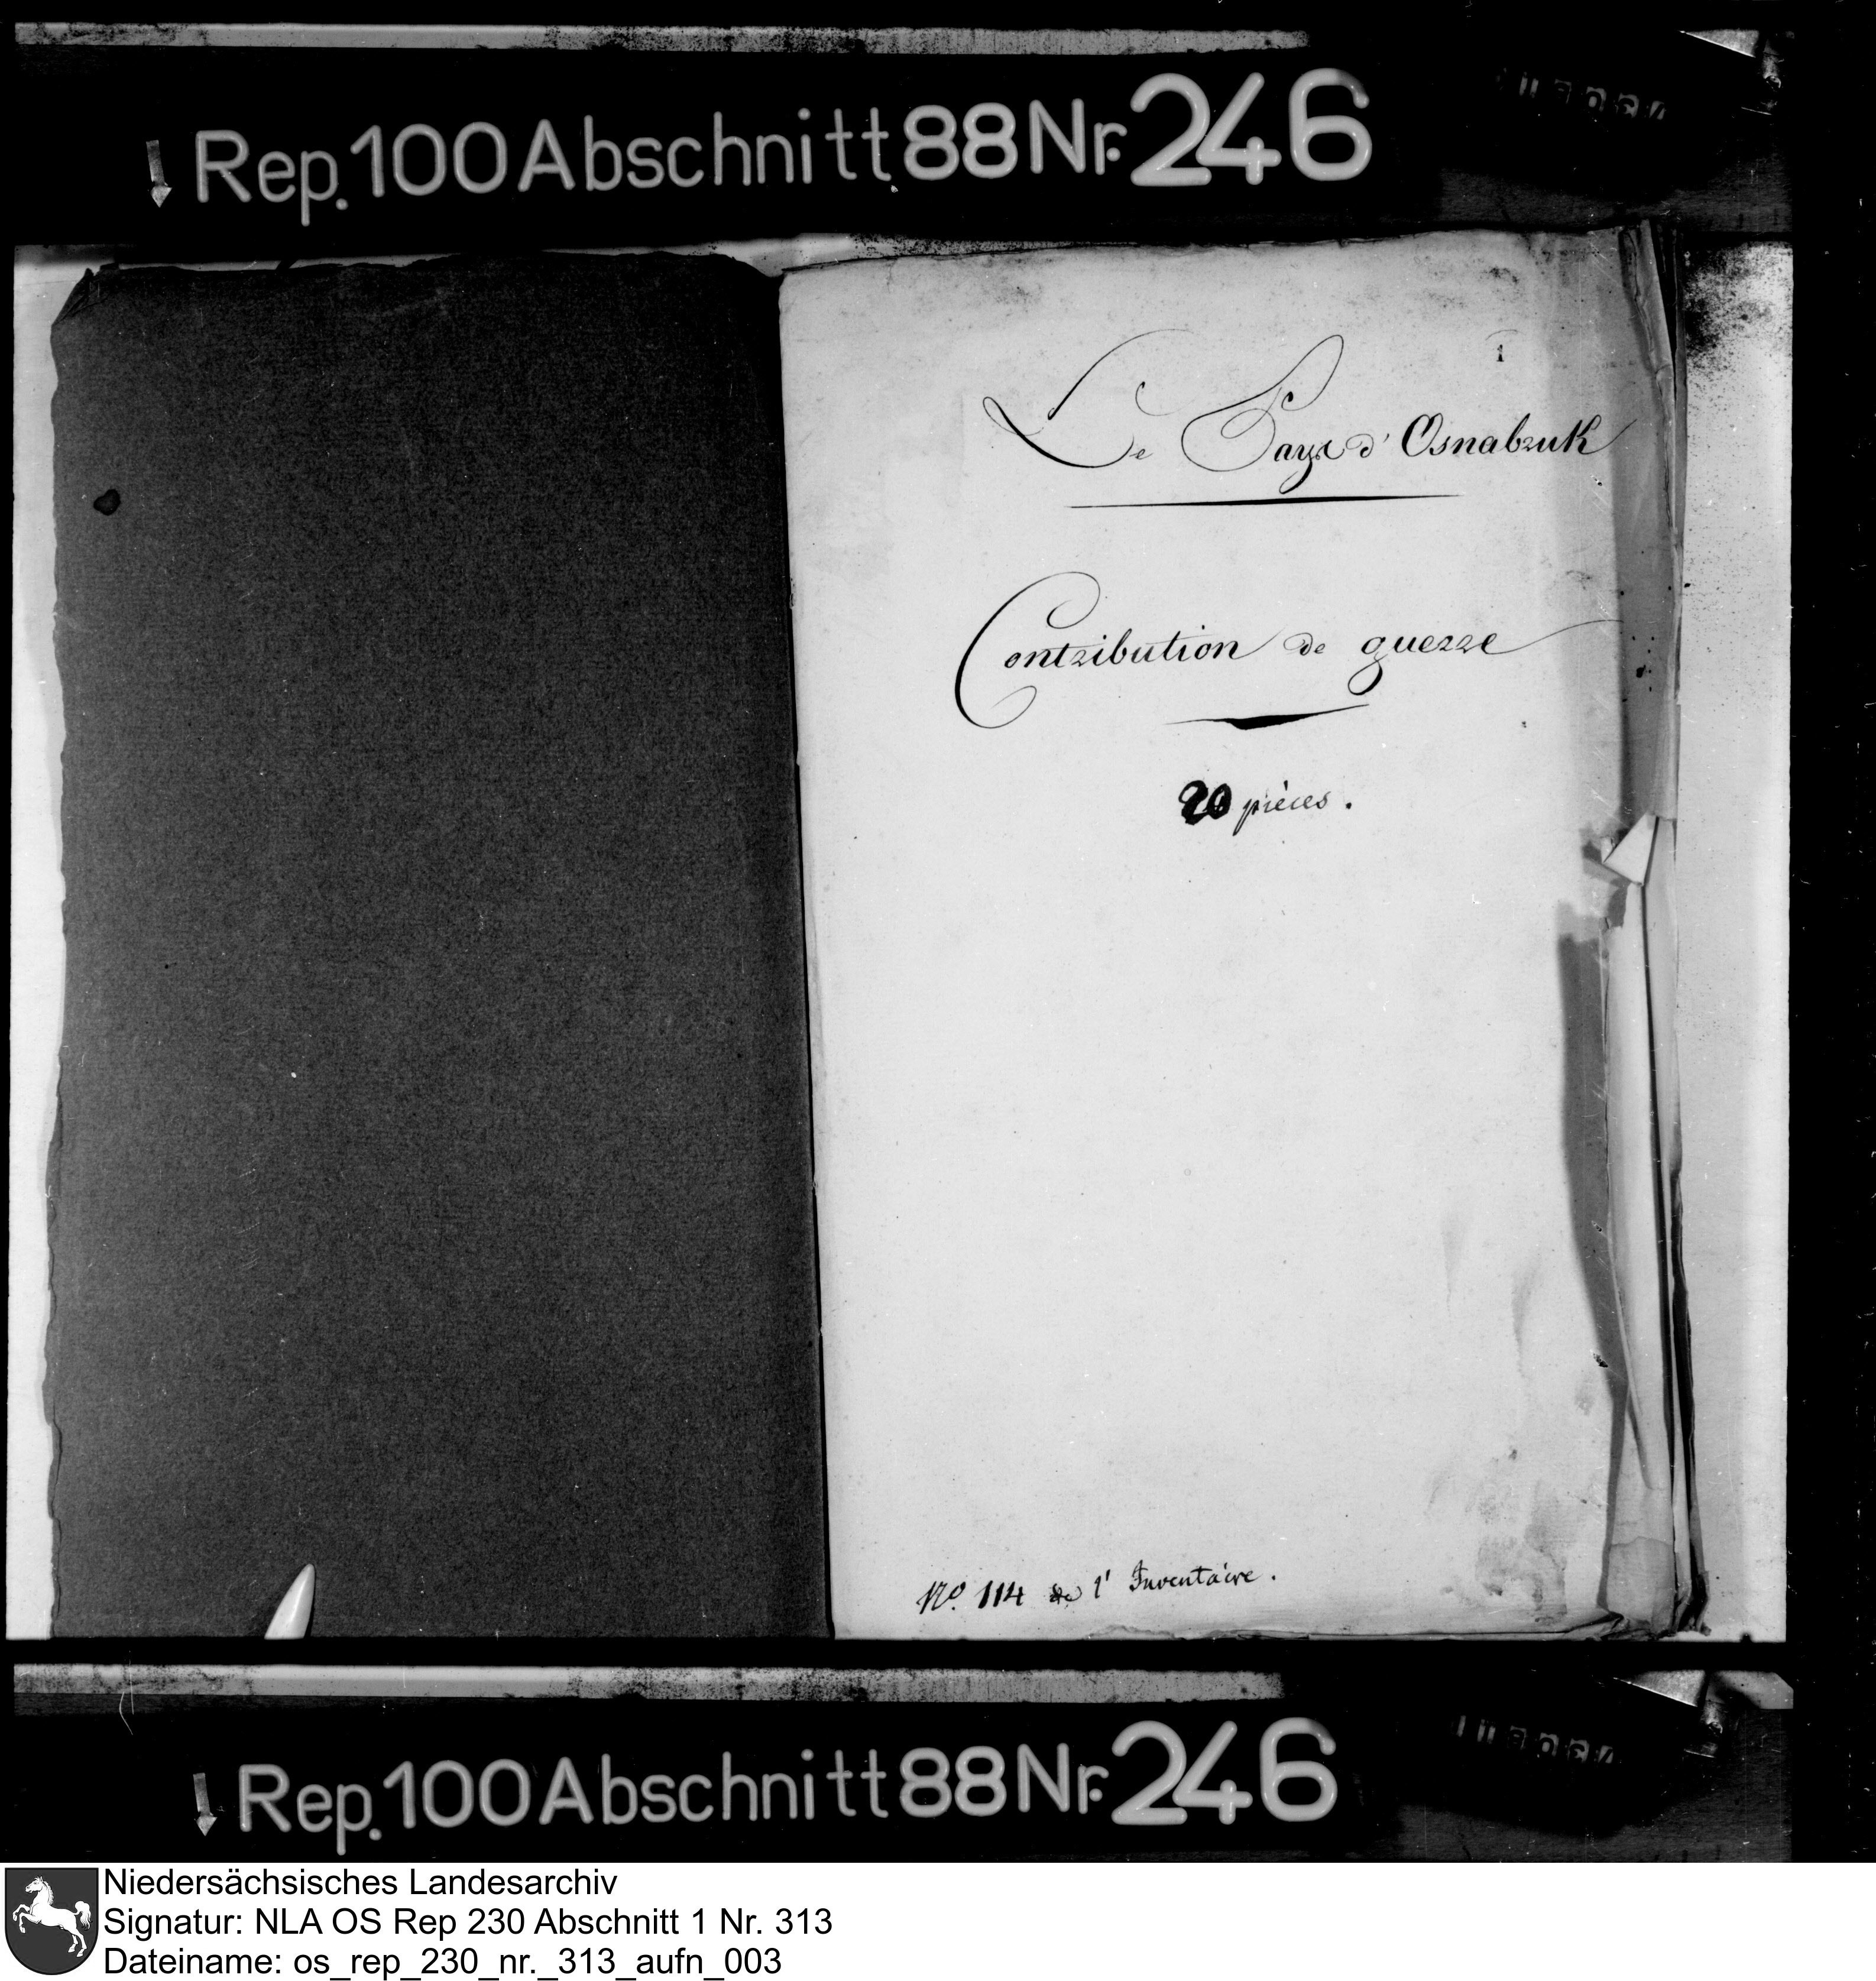 Rep. 100 Abschnitt 88 Nr. 246
1
Le Pays d'Osnabruk
Contribution de guerre
20 pièces.
No. 114 de l'Inventaire.
Rep. 100 Abschnitt 88 Nr. 246
Niedersächsisches Landesarchiv
Signatur: NLA OS Rep 230 Abschnitt 1 Nr. 313
Dateiname: os_rep_230_nr._313_aufn_003